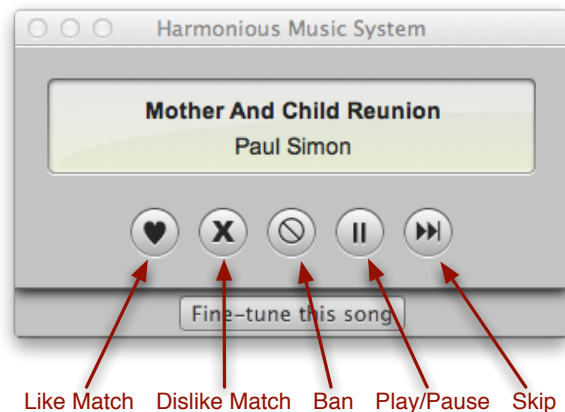 Harmonious Music System
Mother And Child Reunion
Paul Simon
X
Fine-tune this song
Like Match Dislike Match Ban Play/Pause Skip